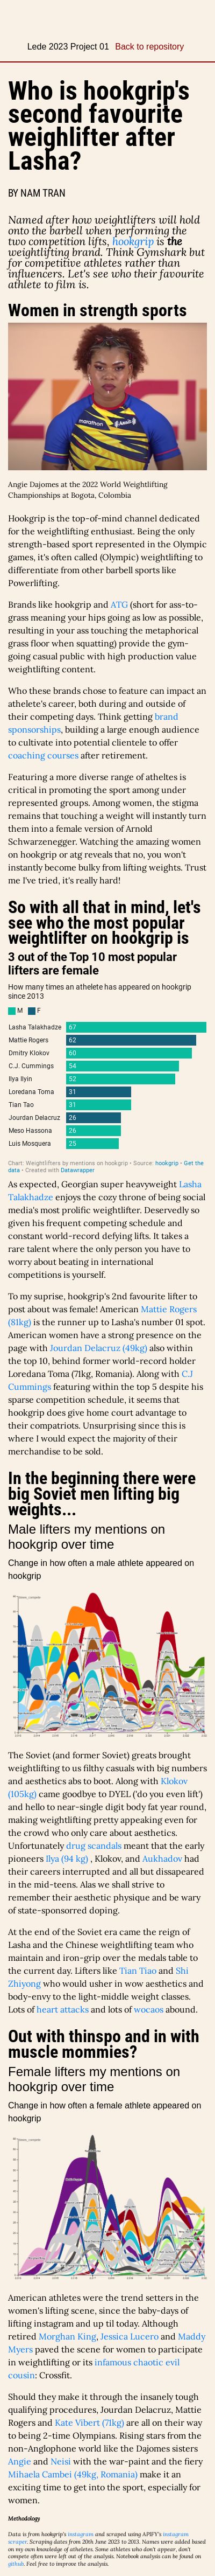 Lede 2023 Project 01 Back to repository
Who is hookgrip's
second favourite
weighlifter after
Lasha?
BY NAM TRAN
Named after how weightlifters will hold
onto the barbell when performing the
two competition lifts, hookgrip is the
weightlifting brand. Think Gymshark but
for competitive athletes rather than
influencers. Let's see who their favourite
athlete to film is.
Women in strength sports
marathon
Angie Dajomes at the 2022 World Weightlifting
Championships at Bogota, Colombia
Hookgrip is the top-of-mind channel dedicated
for the weightlifting enthusiast. Being the only
strength-based sport represented in the Olympic
games, it's often called (Olympic) weightlifting to
differentiate from other barbell sports like
Powerlifting.
Brands like hookgrip and ATG (short for ass-to-
grass meaning your hips going as low as possible,
resulting in your ass touching the metaphorical
grass floor when squatting) provide the gym-
going casual public with high production value
weightlifting content.
Who these brands chose to feature can impact an
athelete's career, both during and outside of
their competing days. Think getting brand
sponsorships, building a large enough audience
to cultivate into potential clientele to offer
coaching courses after retirement.
Featuring a more diverse range of atheltes is
critical in promoting the sport among under
represented groups. Among women, the stigma
remains that touching a weight will instantly turn
them into a female version of Arnold
Schwarzenegger. Watching the amazing women
on hookgrip or atg reveals that no, you won't
instantly become bulky from lifting weights. Trust
me I've tried, it's really hard!
So with all that in mind, let's
see who the most popular
weightlifter on hookgrip is
3 out of the Top 10 most popular
lifters are female
How many times an athlete has appeared on hookgrip
since 2013
M F
Lasha Talakhadze 67
Mattie Rogers 62
Dmitry Klokov 60
C.J. Cummings 54
Ilya Ilyin 52
Loredana Toma 31
Tian Tao 31
Jourdan Delacruz 26
Meso Hassona 26
Luis Mosquera 25
Chart: Weightlifters by mentions on hookgrip • Source: hookgrip • Get the
data • Created with Datawrapper
As expected, Georgian super heavyweight Lasha
Talakhadze enjoys the cozy throne of being social
media's most prolific weightlifter. Deservedly so
given his frequent competing schedule and
constant world-record defying lifts. It takes a
rare talent where the only person you have to
worry about beating in international
competitions is yourself.
To my suprise, hookgrip's 2nd favourite lifter to
post about was female! American Mattie Rogers
(81kg) is the runner up to Lasha's number 01 spot.
American women have a strong presence on the
page with Jourdan Delacruz (49kg) also within
the top 10, behind former world-record holder
Loredana Toma (71kg, Romania). Along with C.J
Cummings featuring within the top 5 despite his
sparse competition schedule, it seems that
hookgrip does give home court advantage to
their compatriots. Unsurprising since this is
where I would expect the majority of their
merchandise to be sold.
In the beginning there were
big Soviet men lifting big
weights...
Male lifters my mentions on
hookgrip over time
Change in how often a male athlete appeared on
hookgrip
The Soviet (and former Soviet) greats brought
weightlifting to us filthy casuals with big numbers
and aesthetics to boot. Along with Klokov
(105kg) came goodbye to DYEL ('do you even lift')
and hello to near-single digit body fat year round,
making weightlifting pretty appealing even for
the crowd who only care about aesthetics.
Unfortunately drug scandals meant that the early
pioneers Ilya (94 kg) , Klokov, and Aukhadov had
their careers interrupted and all but dissapeared
in the mid-teens. Alas we shall strive to
remember their aesthetic physique and be wary
of state-sponsored doping.
At the end of the Soviet era came the reign of
Lasha and the Chinese weightlifting team who
maintain and iron-grip over the medals table to
the current day. Lifters like Tian Tiao and Shi
Zhiyong who would usher in wow aesthetics and
body-envy to the light-middle weight classes.
Lots of heart attacks and lots of wocaos abound.
Out with thinspo and in with
muscle mommies?
Female lifters my mentions on
hookgrip over time
Change in how often a female athlete appeared on
hookgrip
American atheletes were the trend setters in the
women's lifting scene, since the baby-days of
lifting instagram and up til today. Although
retired Morghan King, Jessica Lucero and Maddy
Myers paved the scene for women to participate
in weightlifting or its infamous chaotic evil
cousin: Crossfit.
Should they make it through the insanely tough
qualifying procedures, Jourdan Delacruz, Mattie
Rogers and Kate Vibert (71kg) are all on their way
to being 2-time Olympians. Rising stars from the
non-Anglophone world like the Dajomes sisters
Angie and Neisi with the war-paint and the fiery
Mihaela Cambei (49kg, Romania) make it an
exciting time to get into the sport, especially for
women.
Methodology
Data is from hookgrip's instagram and scraped using APIFY's instagram
scraper. Spanning dates from 20th June 2023 to 2013. Names were added based
on my own knowledge of athletes. Some athletes who don't appear, don't
compete often were left out of the analysis. Notebook analysis can be found on
github. Feel free to improve the analysis.